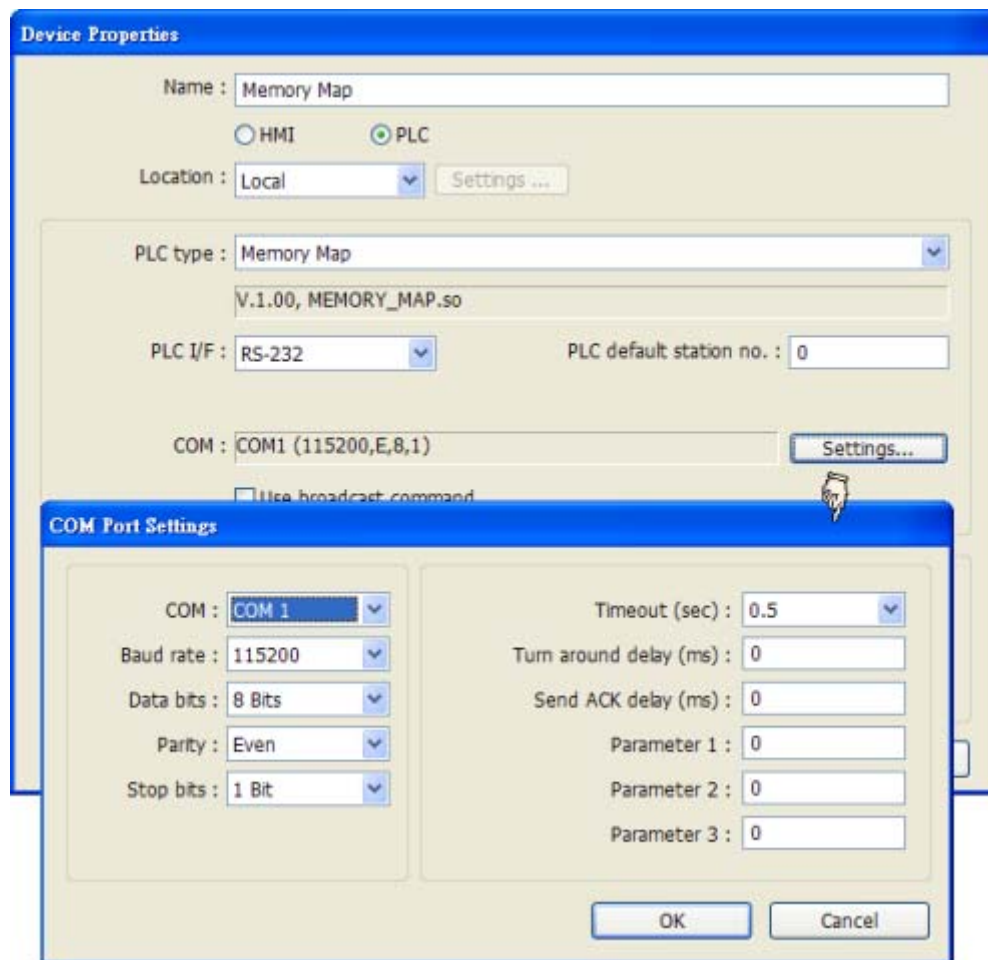 Device Properties
Name : Memory Map
HMI PLC
Location : Local Settings ...
PLC type : Memory Map
V.1.00, MEMORY_MAP.so
PLC I/F : RS-232 PLC default station no. : 0
COM : COM1 (115200,E,8,1) Settings...
Use broadcast command
COM Port Settings
COM : COM 1 Timeout (sec) : 0.5
Baud rate : 115200 Turn around delay (ms) : 0
Data bits : 8 Bits Send ACK delay (ms) : 0
Parity : Even Parameter 1 : 0
Stop bits : 1 Bit Parameter 2 : 0
Parameter 3 : 0
OK Cancel